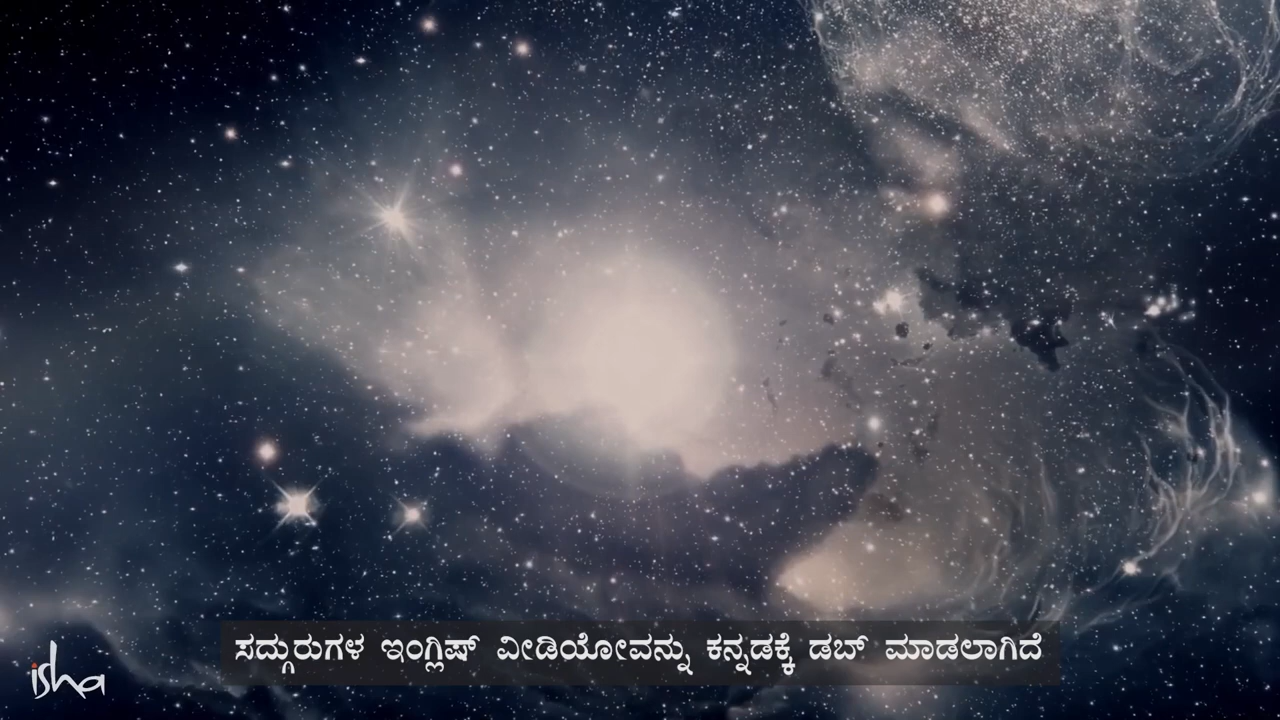 ಸದ್ಗುರುಗಳ ಇಂಗ್ಲಿಷ್ ವೀಡಿಯೋವನ್ನು ಕನ್ನಡಕ್ಕೆ ಡಬ್ ಮಾಡಲಾಗಿದೆ
isha